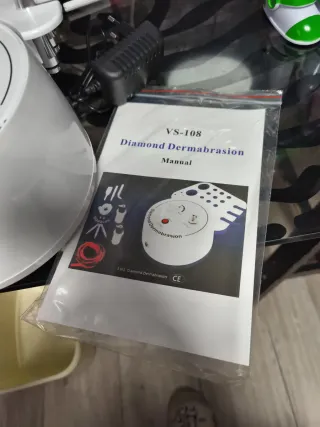 VS-108
Diamond Dermabrasion
Manual
CE